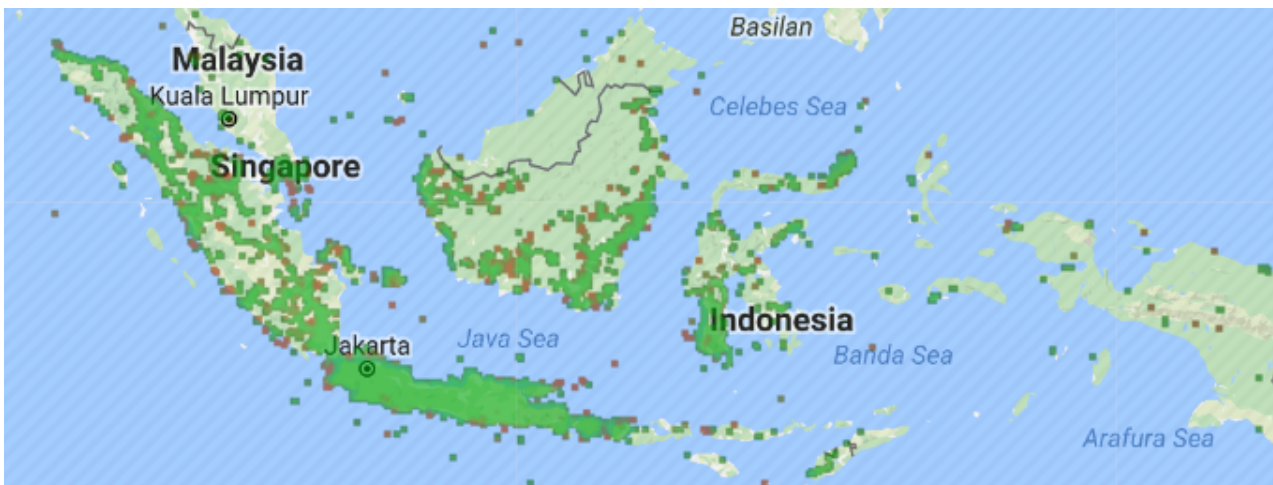 Basilan
Malaysia
Kuala Lumpur
Celebes Sea
Singapore
Indonesia
Java Sea
Jakarta
Banda Sea
Arafura Sea